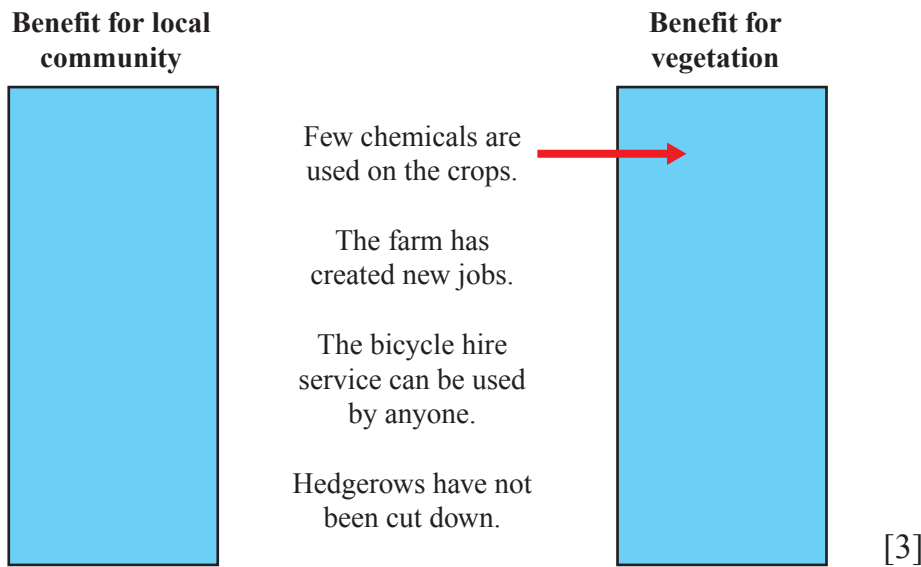 Benefit for local
community
Benefit for
vegetation
Few chemicals are
used on the crops.
The farm has
created new jobs.
The bicycle hire
service can be used
by anyone.
Hedgerows have not
been cut down.
[3]